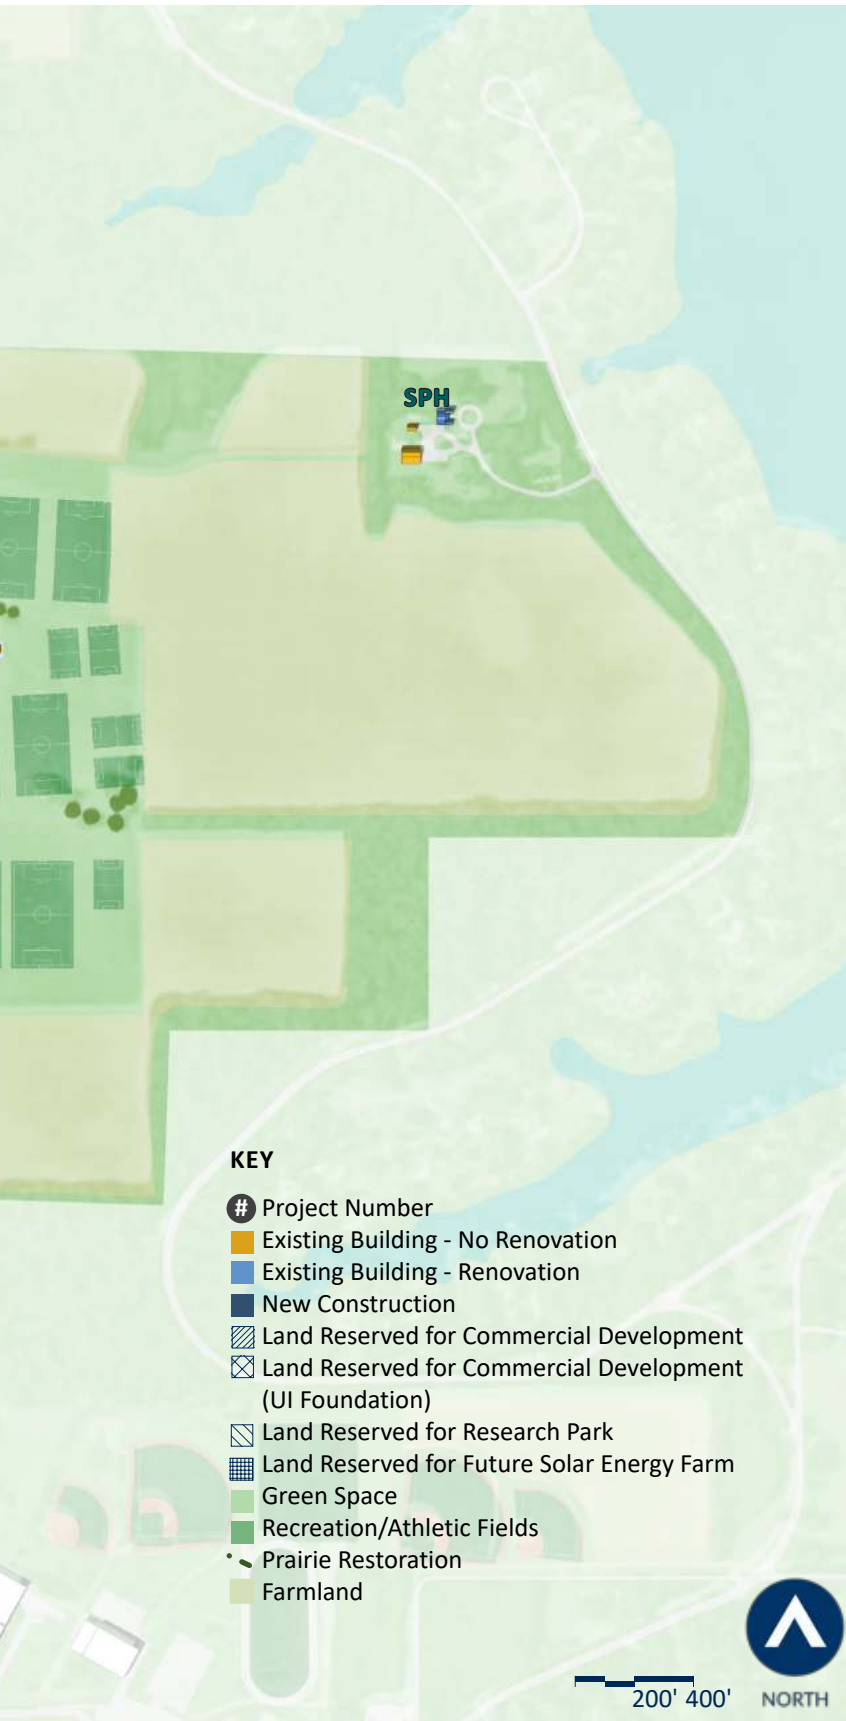 SPH
KEY
# Project Number
Existing Building - No Renovation
Existing Building - Renovation
New Construction
Land Reserved for Commercial Development
Land Reserved for Commercial Development
(UI Foundation)
Land Reserved for Research Park
Land Reserved for Future Solar Energy Farm
Green Space
Recreation/Athletic Fields
Prairie Restoration
Farmland
200' 400'
NORTH